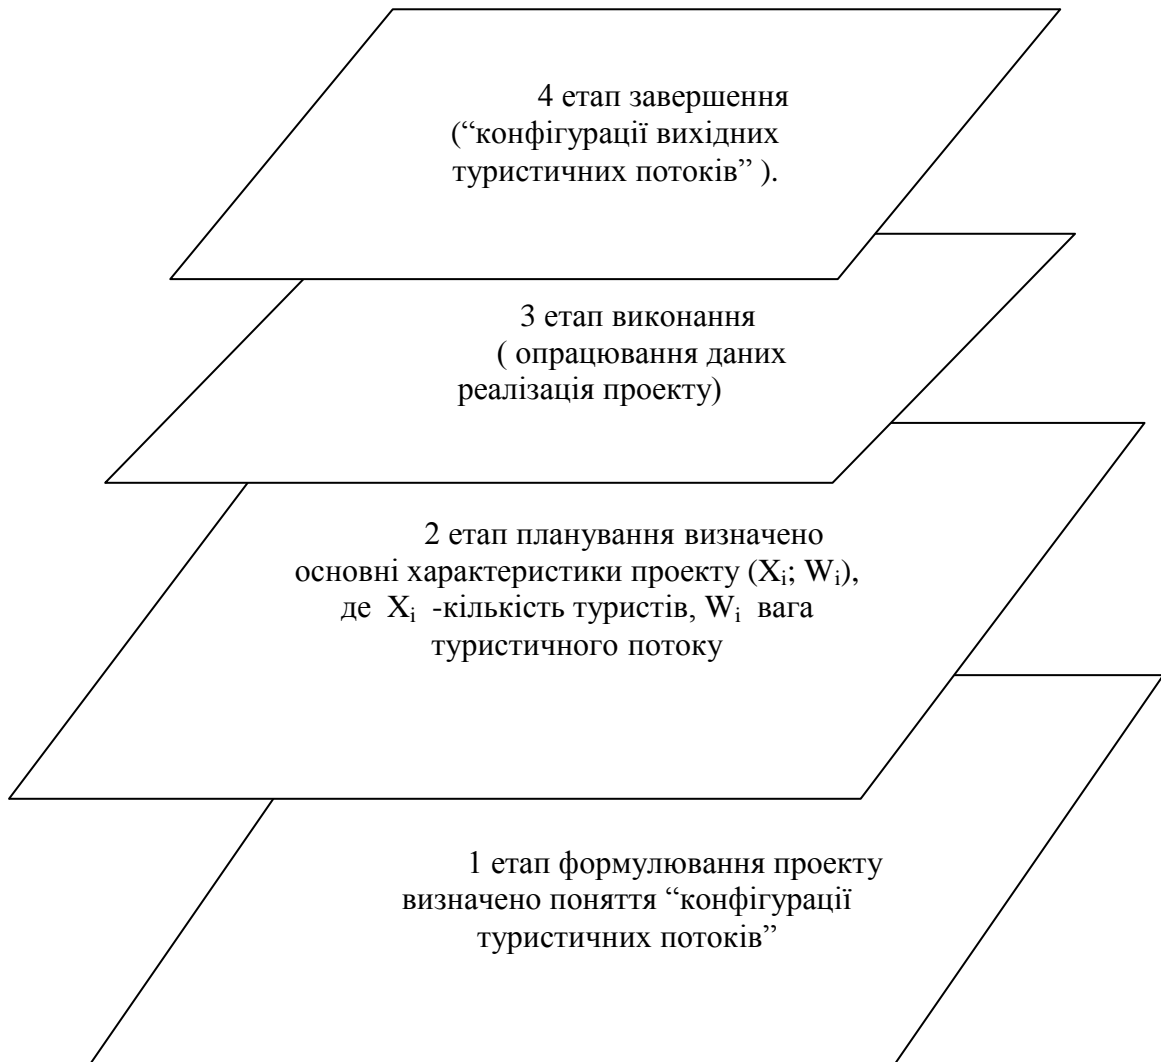 4 етап завершення
(“конфігурації вихідних
туристичних потоків” ).
3 етап виконання
( опрацювання даних
реалізація проекту)
2 етап планування визначено
основні характеристики проекту (Xᵢ; Wᵢ),
де Xᵢ -кількість туристів, Wᵢ вага
туристичного потоку
1 етап формулювання проекту
визначено поняття “конфігурації
туристичних потоків”